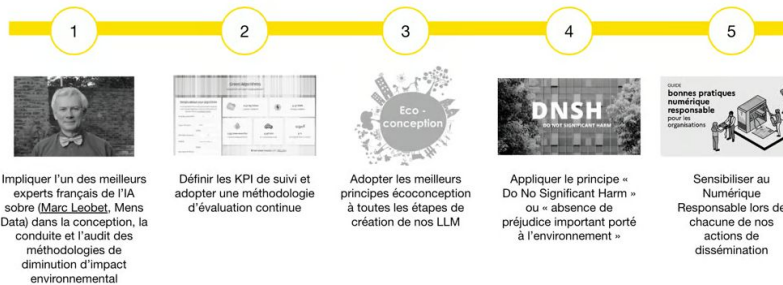 1
2
3
4
5
Eco -
conception
DNSH
DO NOT SIGNIFICANT HARM
GUIDE
bonnes pratiques
numérique
responsable
pour les
organisations
Impliquer l’un des meilleurs
experts français de l’IA
sobre (Marc Leobet, Mens
Data) dans la conception, la
conduite et l’audit des
méthodologies de
diminution d’impact
environnemental
Définir les KPI de suivi et
adopter une méthodologie
d’évaluation continue
Adopter les meilleurs
principes écoconception
à toutes les étapes de
création de nos LLM
Appliquer le principe «
Do No Significant Harm »
ou « absence de
préjudice important porté
à l’environnement »
Sensibiliser au
Numérique
Responsable lors de
chacune de nos
actions de
dissémination